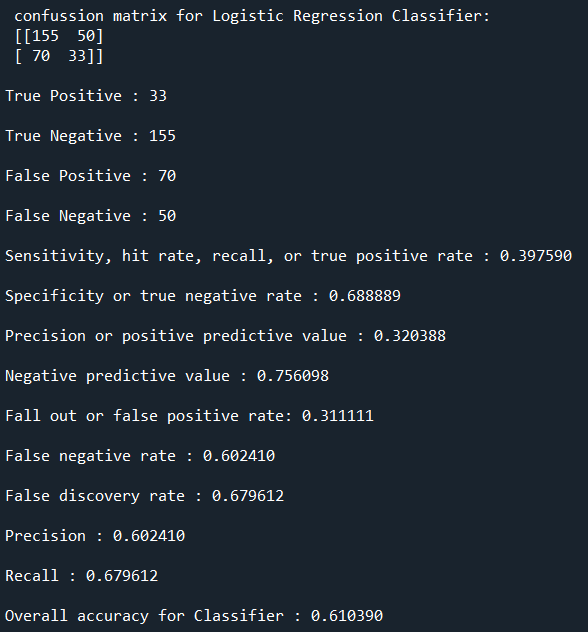 confussion matrix for Logistic Regression Classifier:
[[155  50]
[ 70  33]]
True Positive : 33
True Negative : 155
False Positive : 70
False Negative : 50
Sensitivity, hit rate, recall, or true positive rate : 0.397590
Specificity or true negative rate : 0.688889
Precision or positive predictive value : 0.320388
Negative predictive value : 0.756098
Fall out or false positive rate: 0.311111
False negative rate : 0.602410
False discovery rate : 0.679612
Precision : 0.602410
Recall : 0.679612
Overall accuracy for Classifier : 0.610390